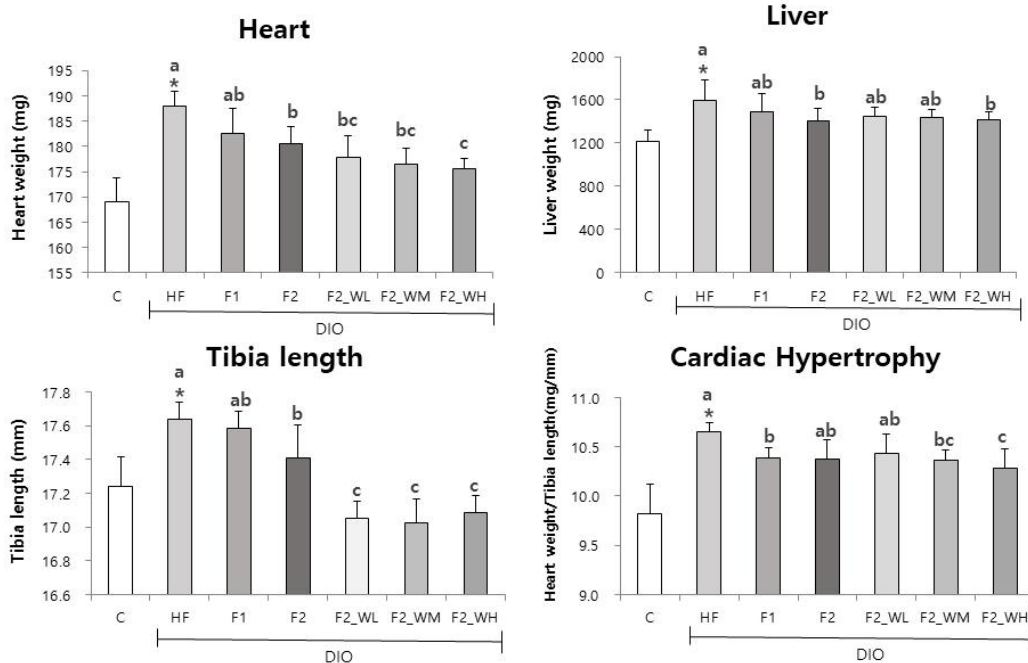 Heart
Heart weight (mg)
195
190
185
180
175
170
165
160
155
a
*
ab
b
bc
bc
c
C HF F1 F2 F2_WL F2_WM F2_WH
DIO
Liver
Liver weight (mg)
2000
1600
1200
800
400
0
a
*
ab
b
ab
ab
b
C HF F1 F2 F2_WL F2_WM F2_WH
DIO
Tibia length
Tibia length (mm)
17.8
17.6
17.4
17.2
17.0
16.8
16.6
a
*
ab
b
c
c
c
C HF F1 F2 F2_WL F2_WM F2_WH
DIO
Cardiac Hypertrophy
Heart weight/Tibia length(mg/mm)
11.0
10.5
10.0
9.5
9.0
a
*
b
ab
ab
bc
c
C HF F1 F2 F2_WL F2_WM F2_WH
DIO